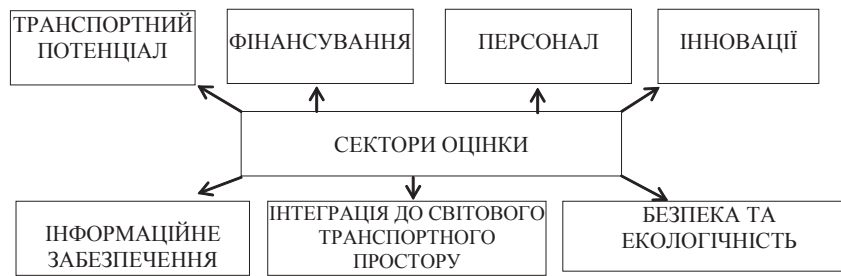 ТРАНСПОРТНИЙ
ПОТЕНЦІАЛ
ФІНАНСУВАННЯ
ПЕРСОНАЛ
ІННОВАЦІЇ
СЕКТОРИ ОЦІНКИ
ІНФОРМАЦІЙНЕ
ЗАБЕЗПЕЧЕННЯ
ІНТЕГРАЦІЯ ДО СВІТОВОГО
ТРАНСПОРТНОГО
ПРОСТОРУ
БЕЗПЕКА ТА
ЕКОЛОГІЧНІСТЬ